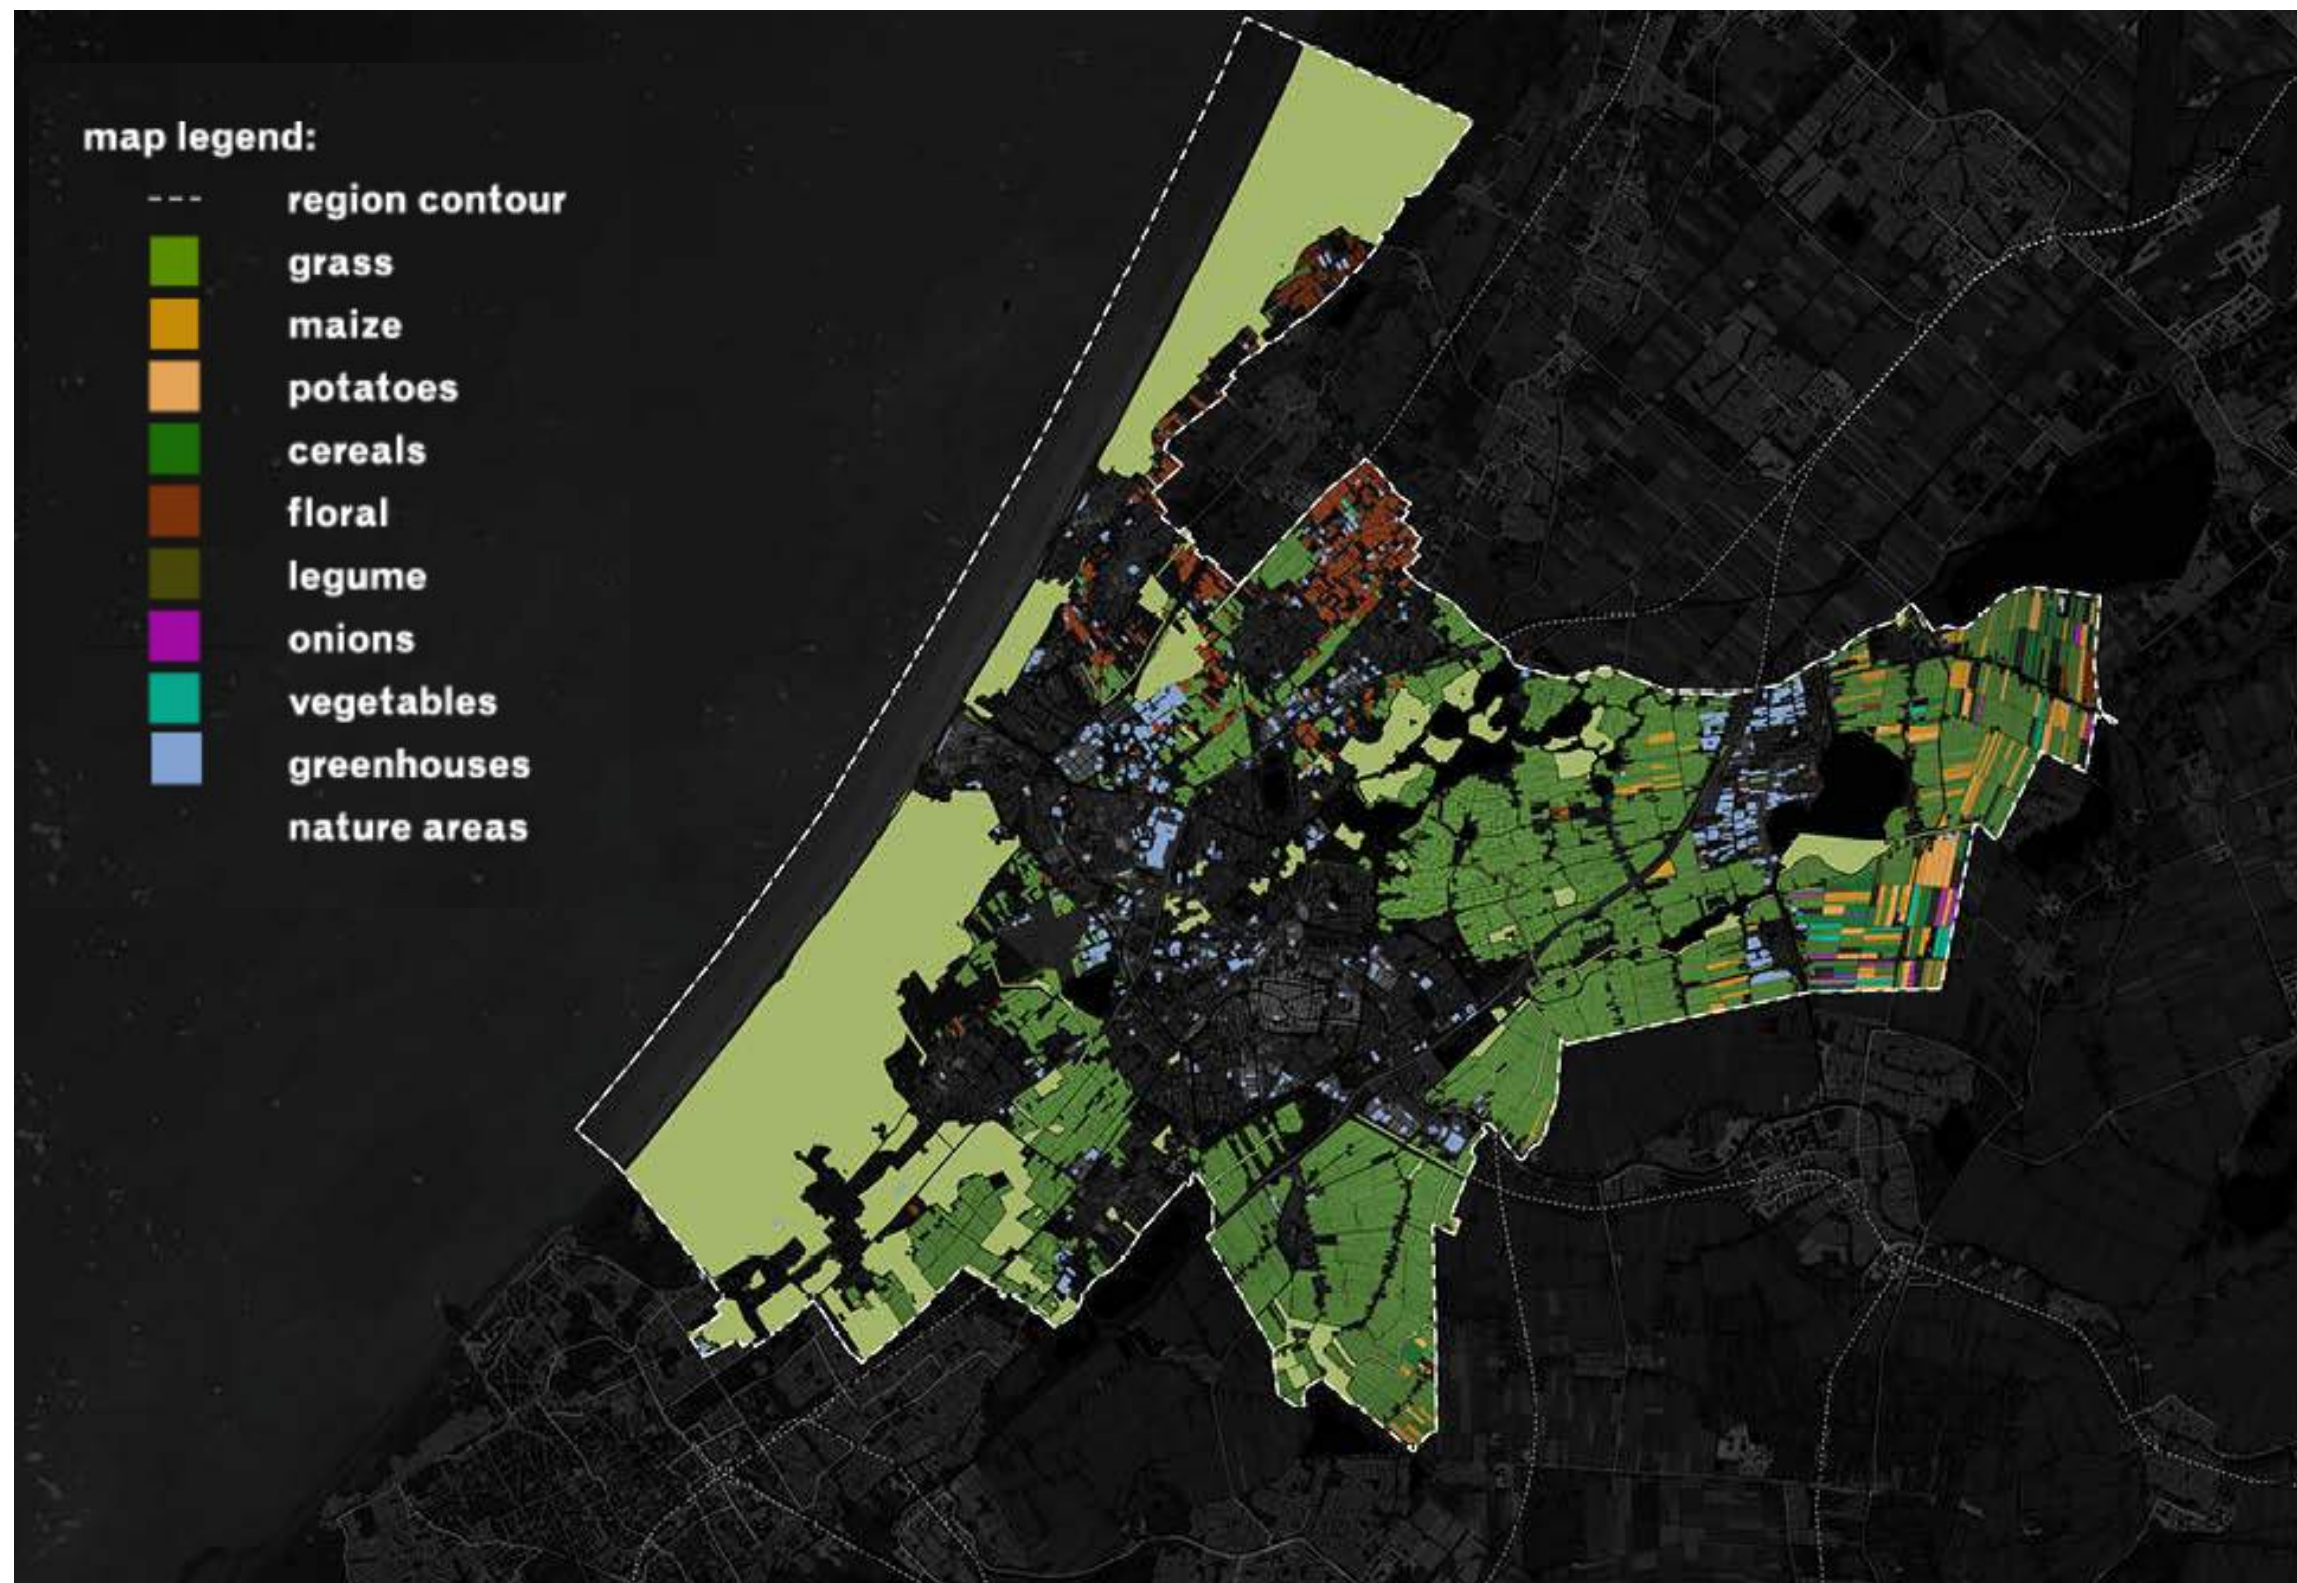 map legend:
region contour
grass
maize
potatoes
cereals
floral
legume
onions
vegetables
greenhouses
nature areas